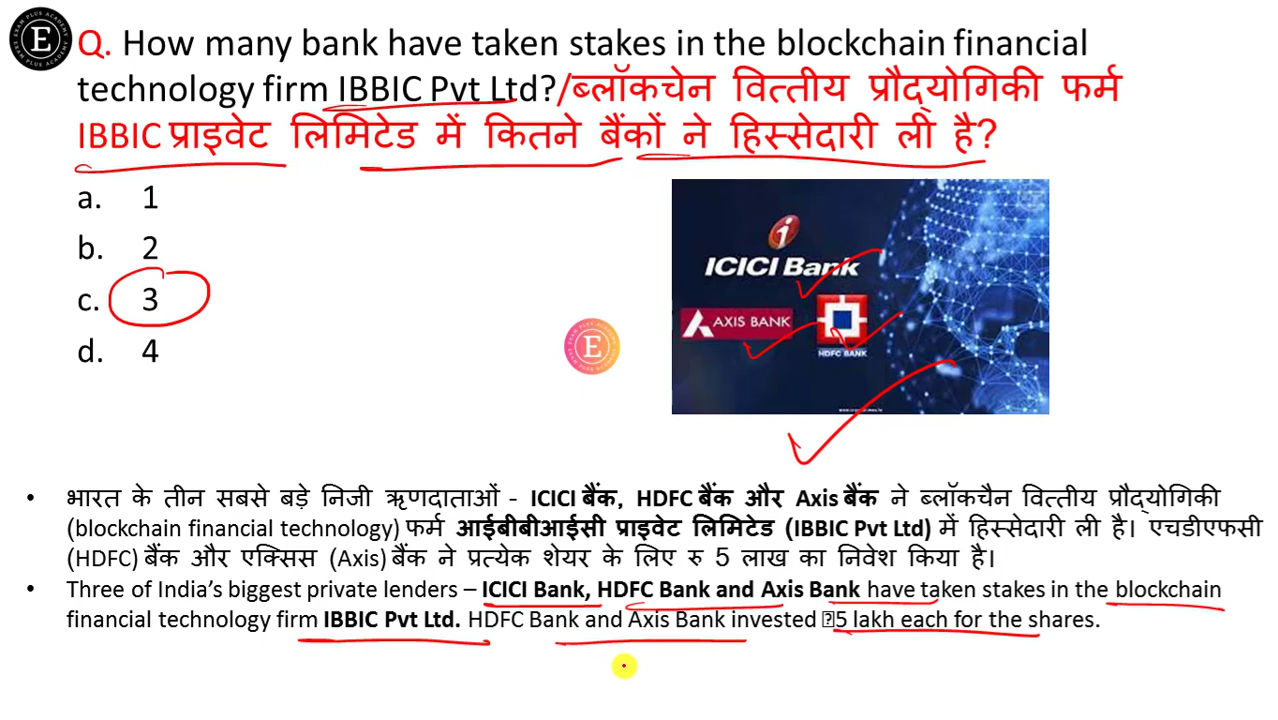 Q. How many bank have taken stakes in the blockchain financial
technology firm IBBIC Pvt Ltd?/ब्लॉकचेन वित्तीय प्रौद्योगिकी फर्म
IBBIC प्राइवेट लिमिटेड में कितने बैंकों ने हिस्सेदारी ली है?
a. 1
b. 2
c. 3
d. 4
ICICI Bank
AXIS BANK
HDFC BANK
E
E
भारत के तीन सबसे बड़े निजी ऋणदाताओं - ICICI बैंक, HDFC बैंक और Axis बैंक ने ब्लॉकचैन वित्तीय प्रौद्योगिकी
(blockchain financial technology) फर्म आईबीबीआईसी प्राइवेट लिमिटेड (IBBIC Pvt Ltd) में हिस्सेदारी ली है। एचडीएफसी
(HDFC) बैंक और एक्सिस (Axis) बैंक ने प्रत्येक शेयर के लिए रु 5 लाख का निवेश किया है।
Three of India's biggest private lenders – ICICI Bank, HDFC Bank and Axis Bank have taken stakes in the blockchain
financial technology firm IBBIC Pvt Ltd. HDFC Bank and Axis Bank invested 5 lakh each for the shares.